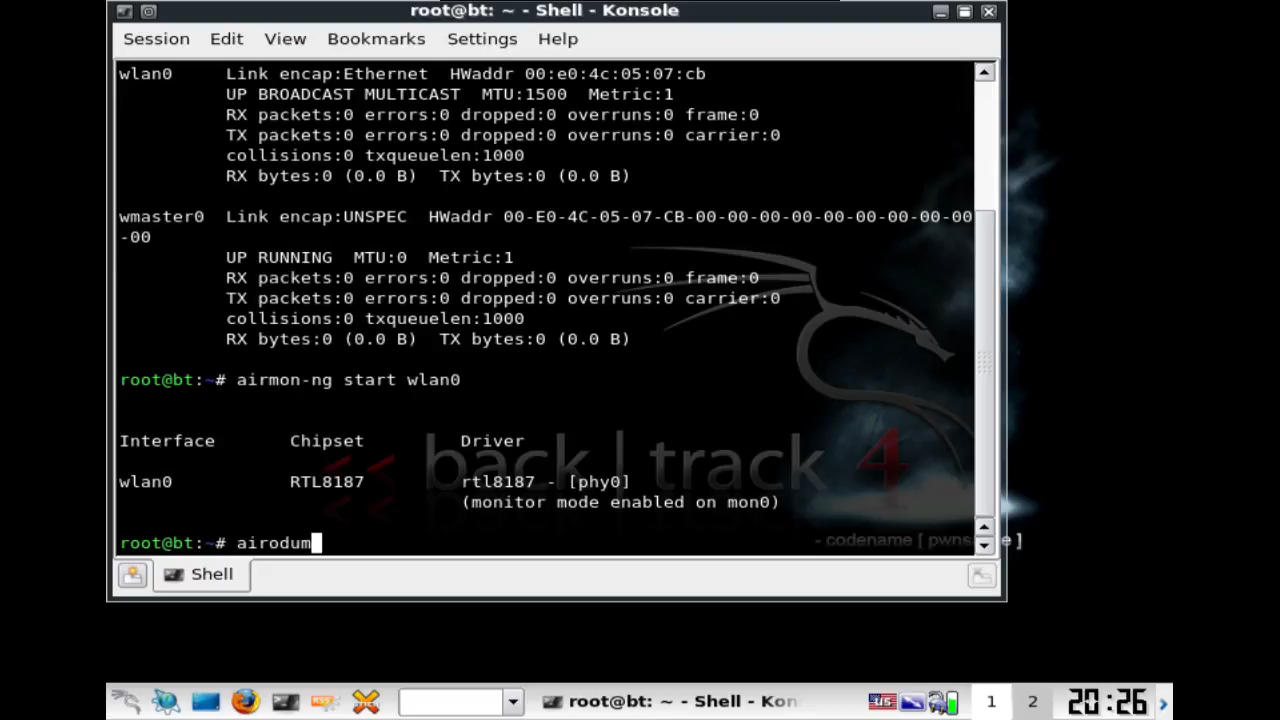 root@bt: ~ - Shell - Konsole
Session Edit View Bookmarks Settings Help
wlan0 Link encap:Ethernet HWaddr 00:e0:4c:05:07:cb
UP BROADCAST MULTICAST MTU:1500 Metric:1
RX packets:0 errors:0 dropped:0 overruns:0 frame:0
TX packets:0 errors:0 dropped:0 overruns:0 carrier:0
collisions:0 txqueuelen:1000
RX bytes:0 (0.0 B) TX bytes:0 (0.0 B)
wmaster0 Link encap:UNSPEC HWaddr 00-E0-4C-05-07-CB-00-00-00-00-00-00-00-00-00
-00
UP RUNNING MTU:0 Metric:1
RX packets:0 errors:0 dropped:0 overruns:0 frame:0
TX packets:0 errors:0 dropped:0 overruns:0 carrier:0
collisions:0 txqueuelen:1000
RX bytes:0 (0.0 B) TX bytes:0 (0.0 B)
root@bt:~# airmon-ng start wlan0
Interface Chipset Driver
<< back | track 4
wlan0 RTL8187 rtl8187 - [phy0]
(monitor mode enabled on mon0)
root@bt:~# airodum
- codename [ pwns e ]
Shell
root@bt: ~ - Shell - Kon
US
1 2 20:26